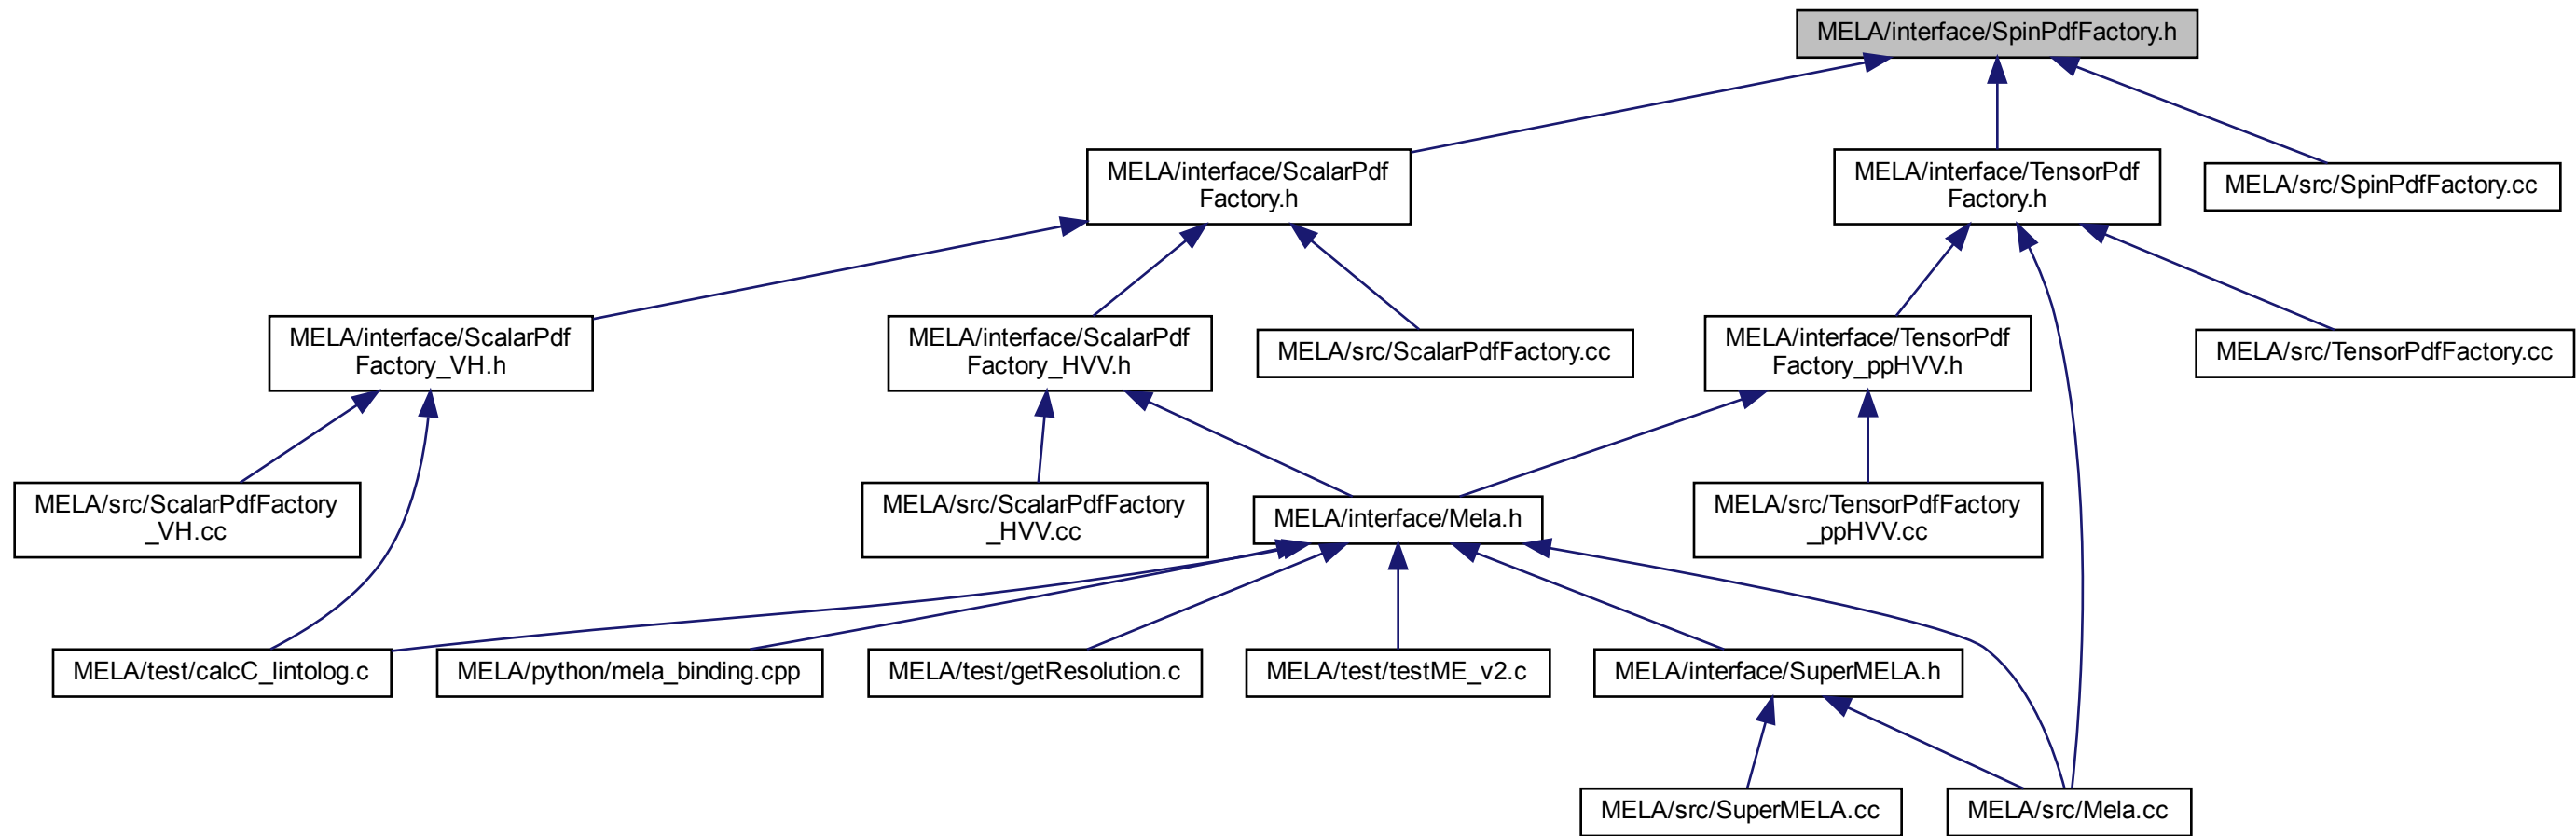 MELA/interface/SpinPdfFactory.h
MELA/interface/ScalarPdf
Factory.h
MELA/interface/TensorPdf
Factory.h
MELA/src/SpinPdfFactory.cc
MELA/interface/ScalarPdf
Factory_VH.h
MELA/interface/ScalarPdf
Factory_HVV.h
MELA/src/ScalarPdfFactory.cc
MELA/interface/TensorPdf
Factory_ppHVV.h
MELA/src/TensorPdfFactory.cc
MELA/src/ScalarPdfFactory
_VH.cc
MELA/src/ScalarPdfFactory
_HVV.cc
MELA/interface/Mela.h
MELA/src/TensorPdfFactory
_ppHVV.cc
MELA/test/calcC_lintolog.c
MELA/python/mela_binding.cpp
MELA/test/getResolution.c
MELA/test/testME_v2.c
MELA/interface/SuperMELA.h
MELA/src/SuperMELA.cc
MELA/src/Mela.cc